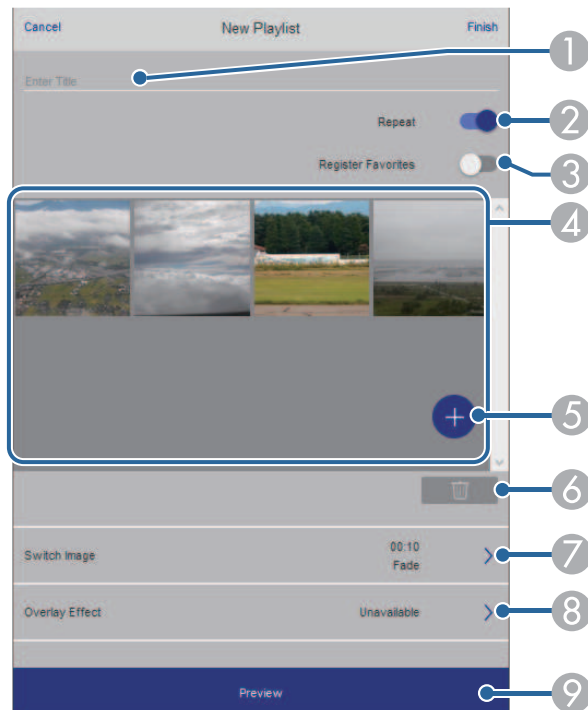 Cancel New Playlist Finish
1
Enter Title
Repeat 2
Register Favorites 3
4
5
6
00:10
Switch Image 7
Fade
Overlay Effect Unavailable 8
Preview 9